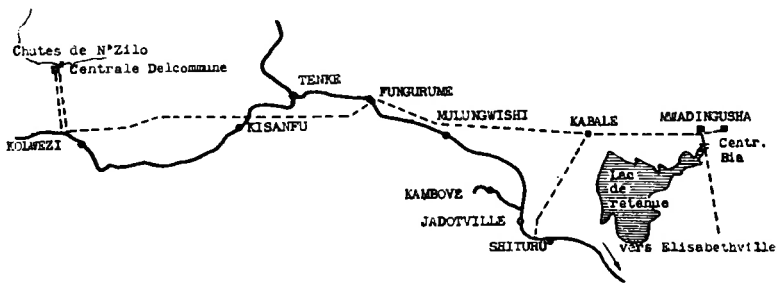 Chutes de N'Zilo
Centrale Delcommune
TENKE
FUNGURUME
MULUNGWISHI
KABALE
MWADINGUSHA
KOLWEZI
KISANFU
Centr.
Bia
Lac
de
retenue
KAMBOVE
JADOTVILLE
SHITURU
vers Elisabethville